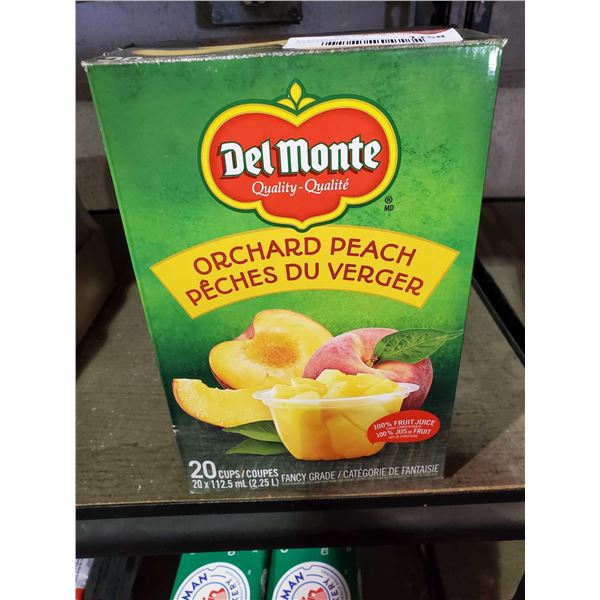 Del Monte
Quality - Qualité
® MD
ORCHARD PEACH
PÊCHES DU VERGER
100% FRUIT JUICE
100% JUS DE FRUIT
20 CUPS/COUPES
20 x 112.5 mL (2.25 L) FANCY GRADE / CATÉGORIE DE FANTAISIE
MAN